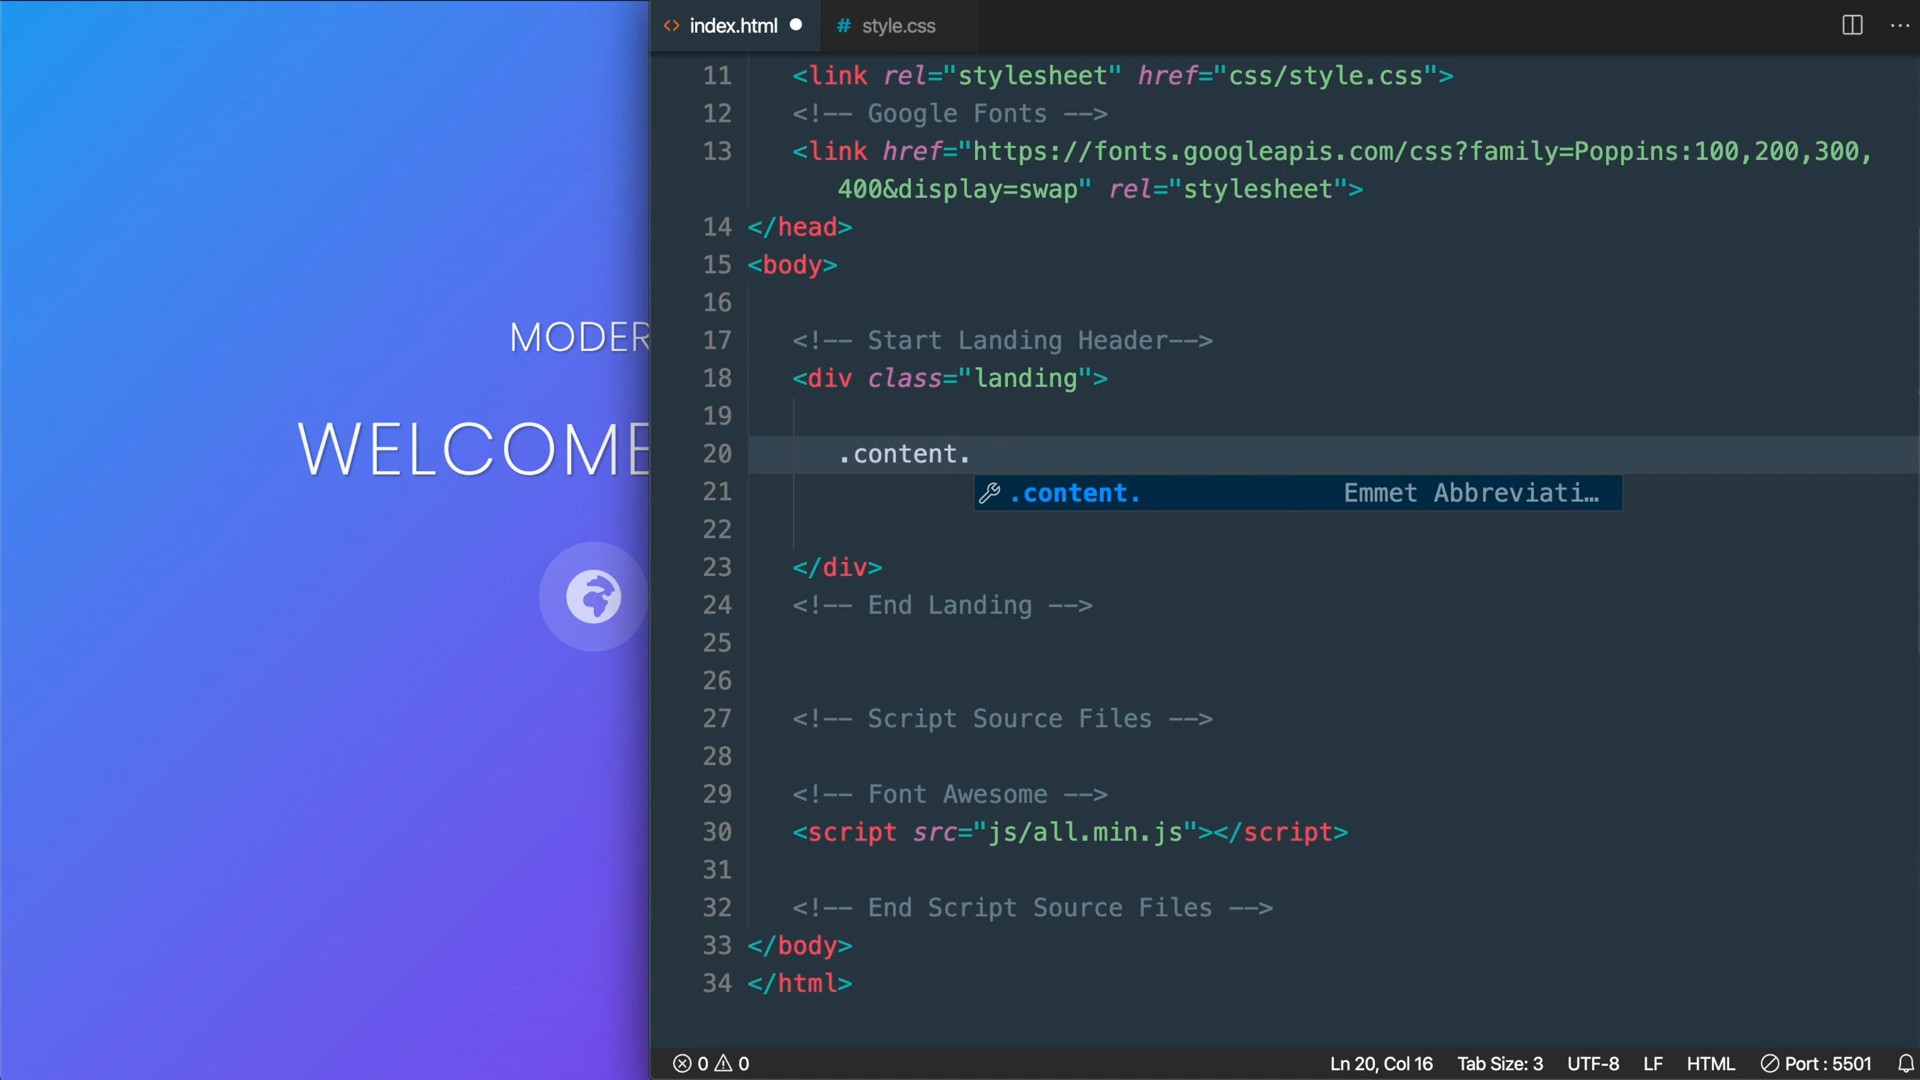 MODER
WELCOME
index.html
# style.css
11 <link rel="stylesheet" href="css/style.css">
12 <!-- Google Fonts -->
13 <link href="https://fonts.googleapis.com/css?family=Poppins:100,200,300,
400&display=swap" rel="stylesheet">
14 </head>
15 <body>
16
17 <!-- Start Landing Header-->
18 <div class="landing">
19
20 .content.
21 .content. Emmet Abbreviati…
22
23 </div>
24 <!-- End Landing -->
25
26
27 <!-- Script Source Files -->
28
29 <!-- Font Awesome -->
30 <script src="js/all.min.js"></script>
31
32 <!-- End Script Source Files -->
33 </body>
34 </html>
0 0 Ln 20, Col 16 Tab Size: 3 UTF-8 LF HTML Port : 5501